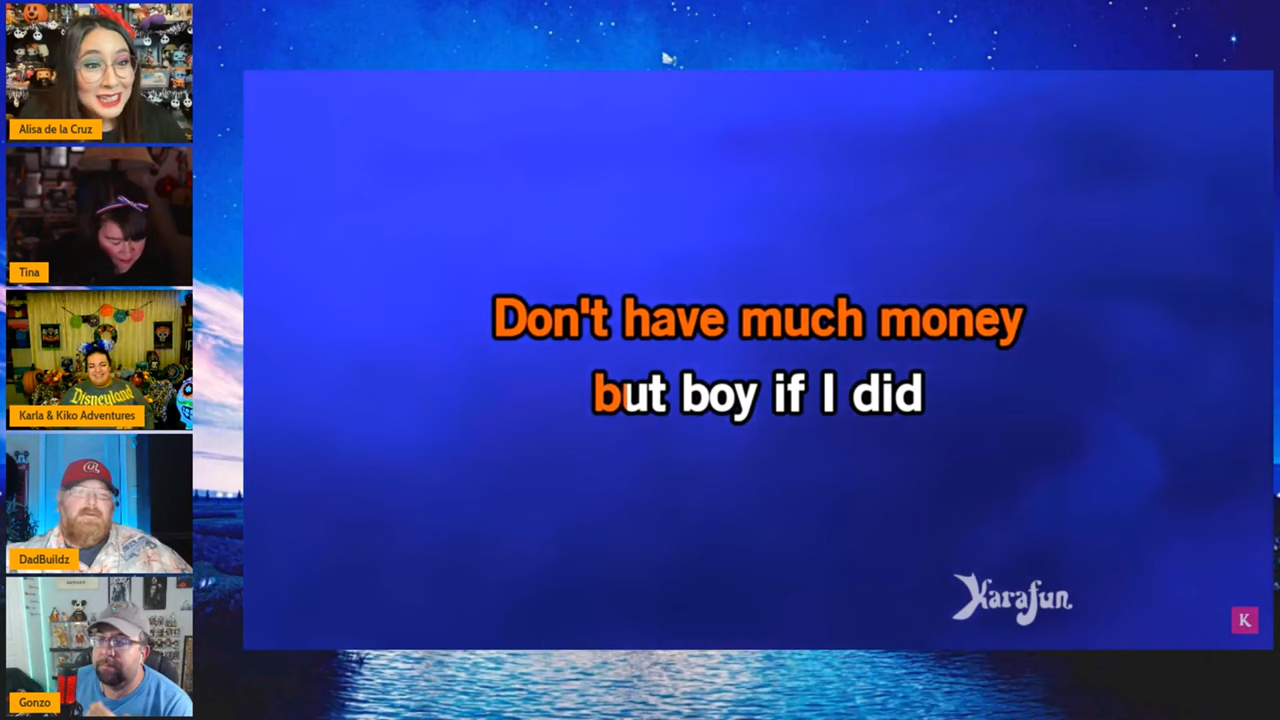 Alisa de la Cruz
Tina
Disneyland
Karla & Kiko Adventures
DadBuildz
Gonzo
Don't have much money
but boy if I did
Karafun
K